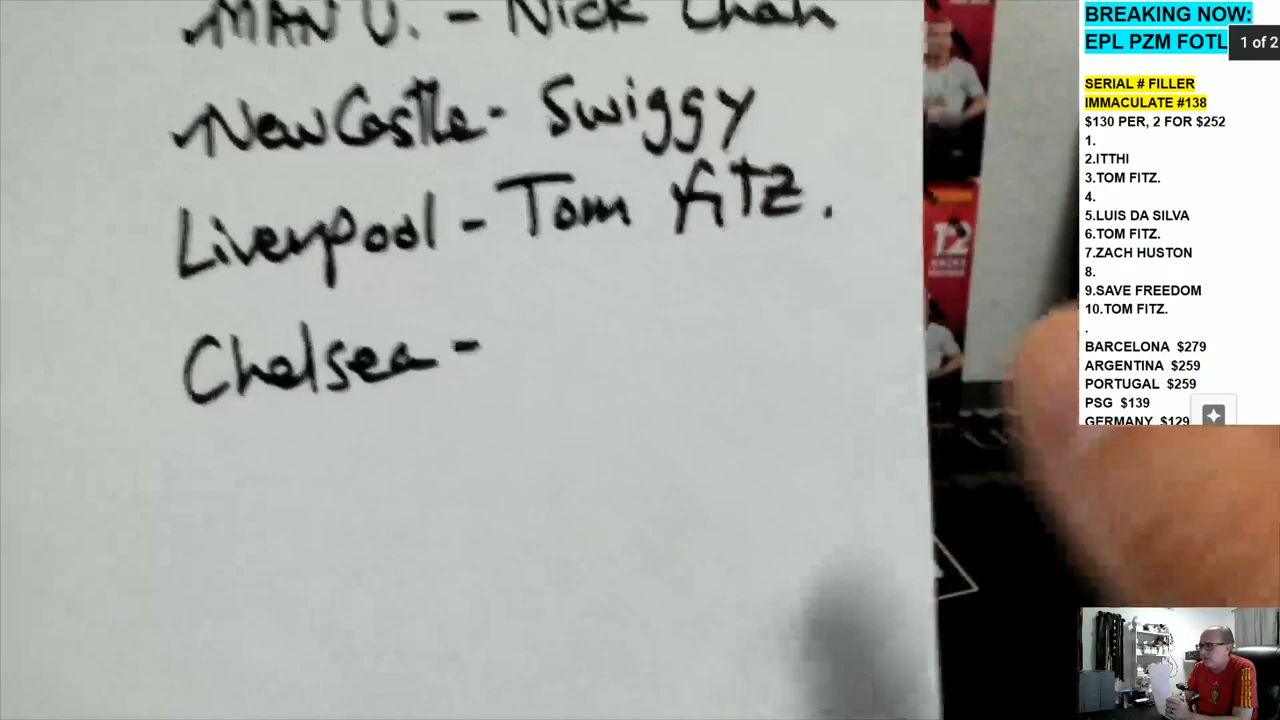 MAN U. - Nick Chan
NewCastle - Swiggy
Liverpool - Tom Fitz.
Chelsea -
12
BREAKING NOW:
EPL PZM FOTL
1 of 2
SERIAL # FILLER
IMMACULATE #138
$130 PER, 2 FOR $252
1.
2.ITTHI
3.TOM FITZ.
4.
5.LUIS DA SILVA
6.TOM FITZ.
7.ZACH HUSTON
8.
9.SAVE FREEDOM
10.TOM FITZ.
.
BARCELONA $279
ARGENTINA $259
PORTUGAL $259
PSG $139
GERMANY $129